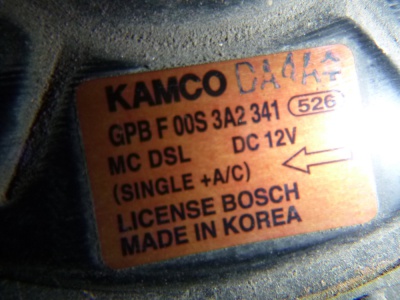 KAMCO
GPB F 00S 3A2 341 526
MC DSL DC 12V
(SINGLE +A/C)
LICENSE BOSCH
MADE IN KOREA